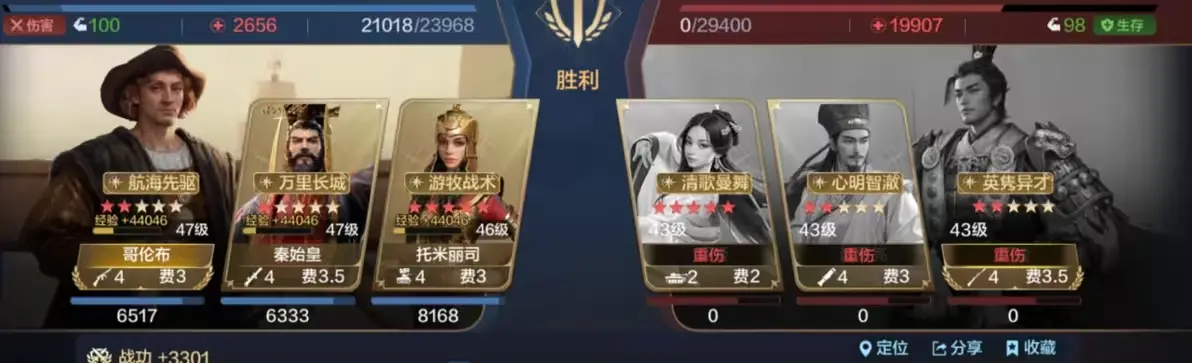 伤害 100 2656 21018/23968
0/29400 19907 98 生存
胜利
航海先驱
经验 +44046
47级
哥伦布
4 费3
6517
万里长城
经验 +44046
47级
秦始皇
4 费3.5
6333
游牧战术
经验 +44046
46级
托米丽司
4 费3
8168
清歌曼舞
43级
重伤
2 费2
0
心明智澈
43级
重伤
4 费3
0
英隽异才
43级
重伤
4 费3.5
0
战功 +3301
定位 分享 收藏